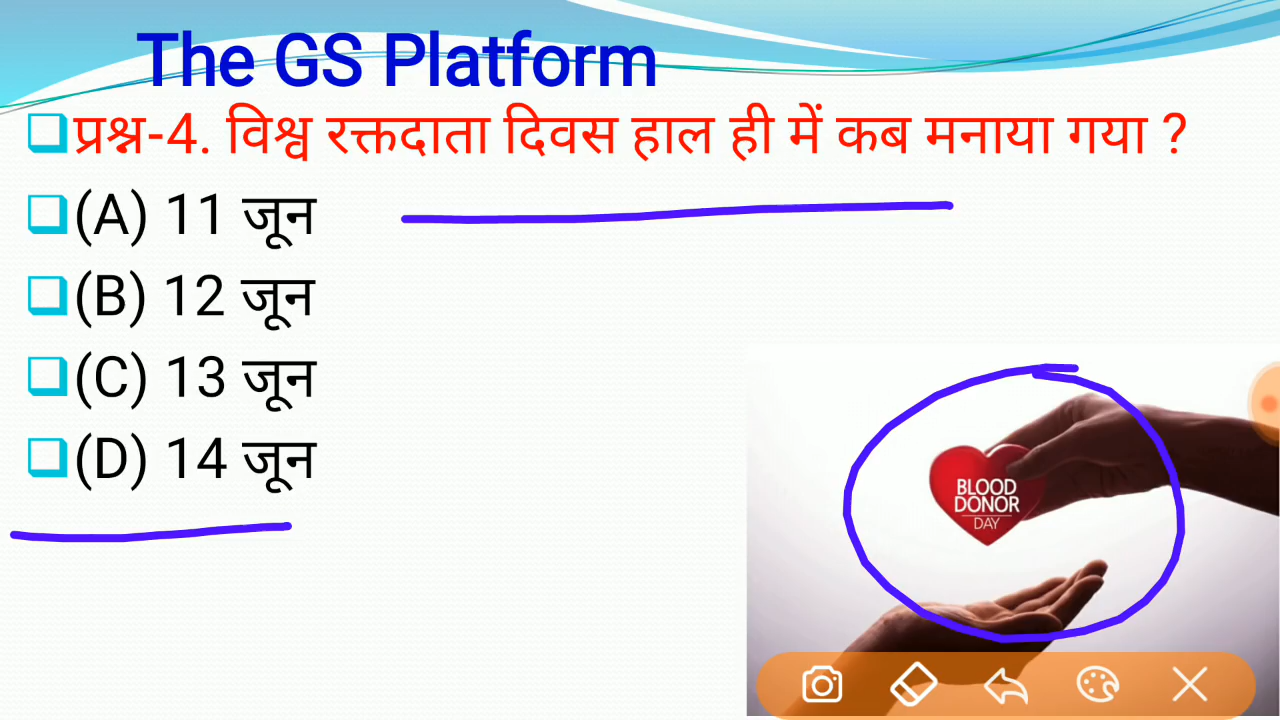 The GS Platform
प्रश्न-4. विश्व रक्तदाता दिवस हाल ही में कब मनाया गया ?
(A) 11 जून
(B) 12 जून
(C) 13 जून
(D) 14 जून
BLOOD
DONOR
DAY